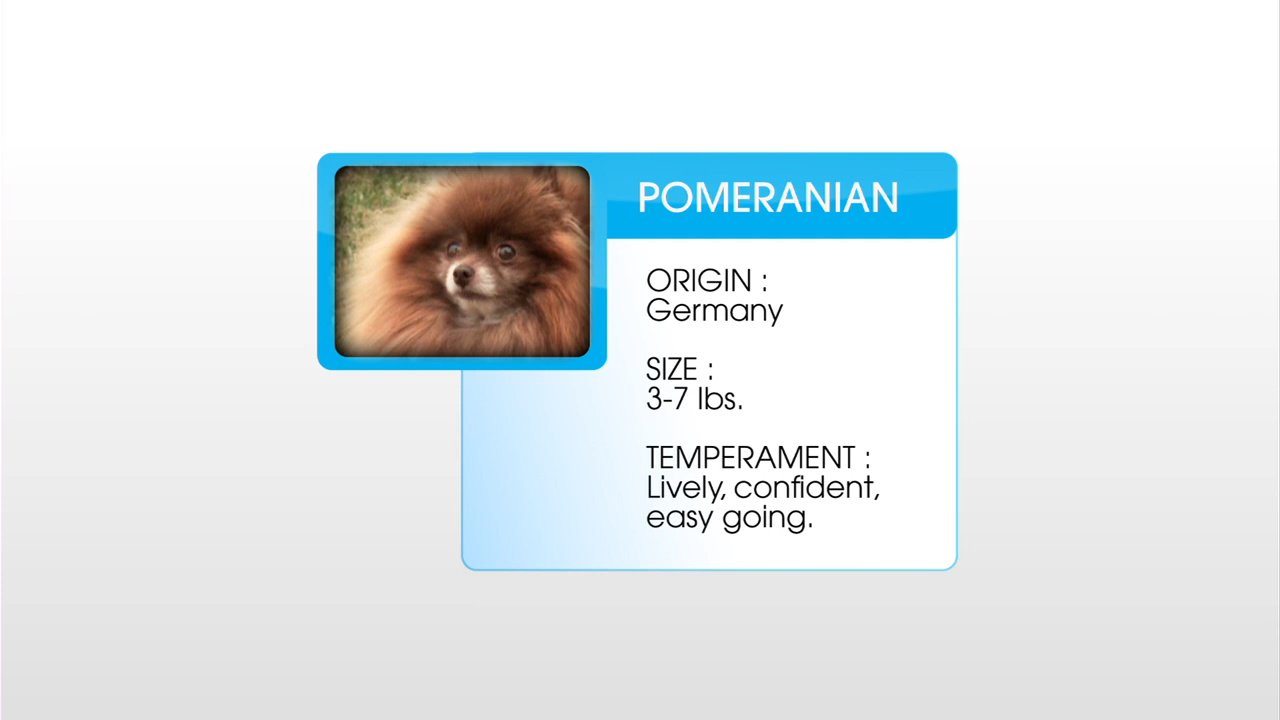 POMERANIAN
ORIGIN :
Germany
SIZE :
3-7 lbs.
TEMPERAMENT :
Lively, confident,
easy going.